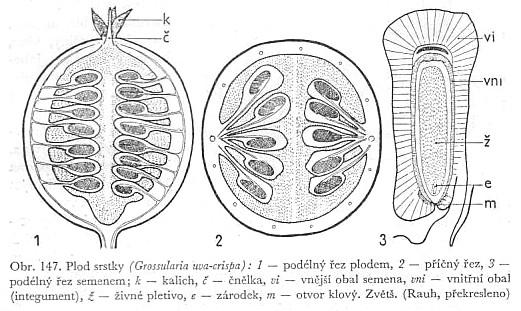 k
č
vi
vni
ž
e
m
1
2
3
Obr. 147. Plod srstky (Grossularia uva-crispa): 1 — podélný řez plodem, 2 — příčný řez, 3 —
podélný řez semenem; k — kalich, č — čnělka, vi — vnější obal semena, vni — vnitřní obal
(integument), ž — živné pletivo, e — zárodek, m — otvor klový. Zvětš. (Rauh, překresleno)